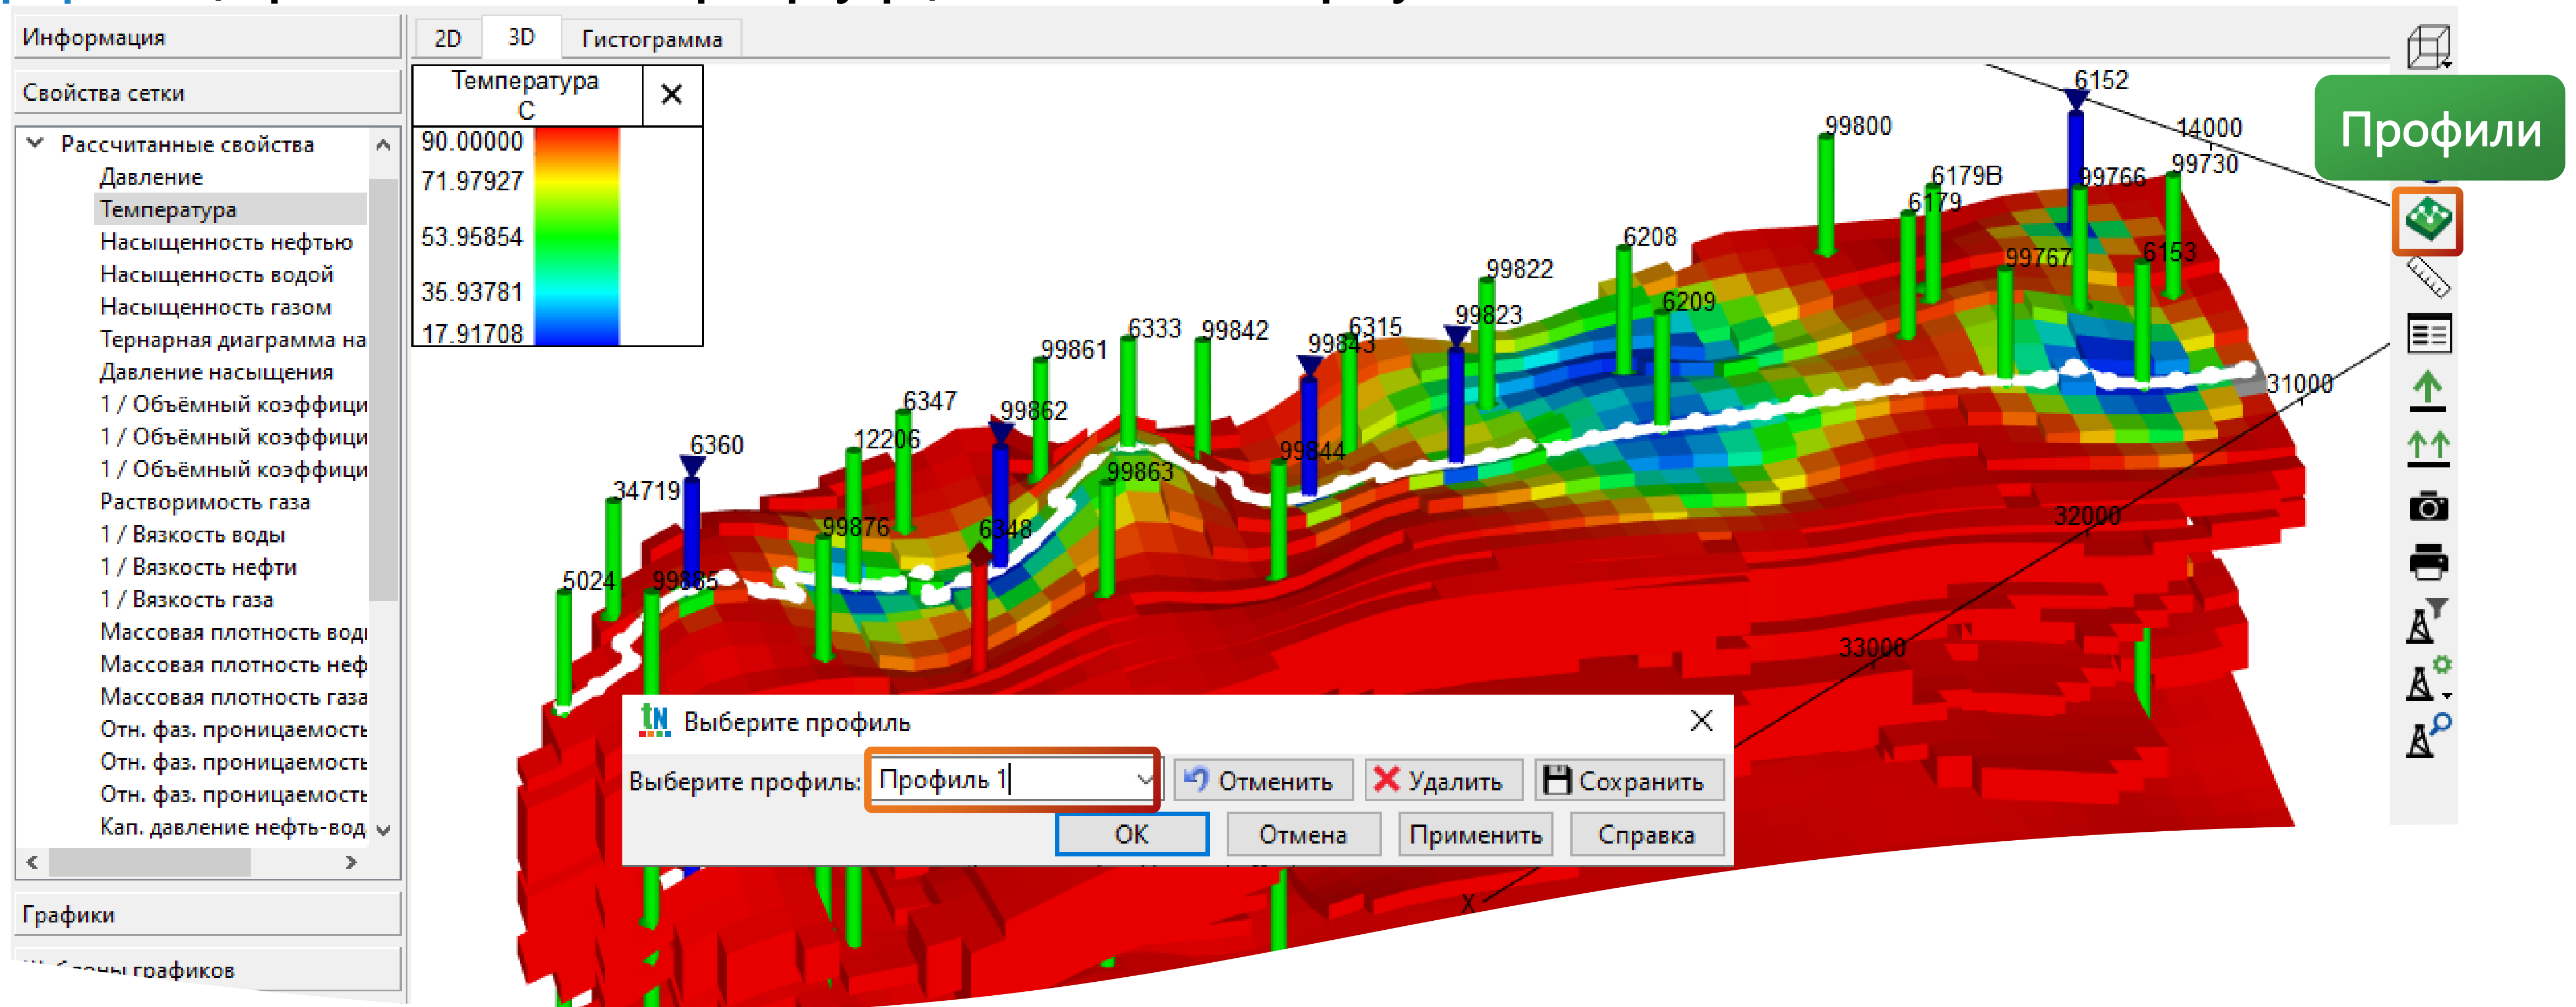 Информация
Свойства сетки
Рассчитанные свойства
Давление
Температура
Насыщенность нефтью
Насыщенность водой
Насыщенность газом
Тернарная диаграмма на
Давление насыщения
1 / Объёмный коэффици
1 / Объёмный коэффици
1 / Объёмный коэффици
Растворимость газа
1 / Вязкость воды
1 / Вязкость нефти
1 / Вязкость газа
Массовая плотность вод
Массовая плотность неф
Массовая плотность газа
Отн. фаз. проницаемость
Отн. фаз. проницаемость
Отн. фаз. проницаемость
Кап. давление нефть-вод
Графики
графиков
2D 3D Гистограмма
Температура
C
90.00000
71.97927
53.95854
35.93781
17.91708
6152
14000
99800
99730
6179B
99766
6179
6208
99767
6153
99822
6209
99823
31000
6333
99842
6315
99843
99861
6347
99862
12206
6360
99844
99863
34719
99876
6348
32000
5024
99885
33000
X
Профили
tN Выберите профиль
Выберите профиль: Профиль 1 Отменить Удалить Сохранить
ОК Отмена Применить Справка